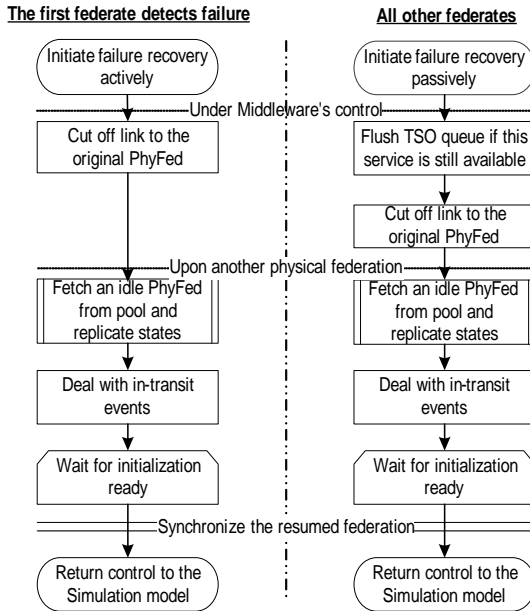 The first federate detects failure
All other federates
Initiate failure recovery
actively
Initiate failure recovery
passively
Under Middleware's control
Cut off link to the
original PhyFed
Flush TSO queue if this
service is still available
Cut off link to the
original PhyFed
Upon another physical federation
Fetch an idle PhyFed
from pool and
replicate states
Fetch an idle PhyFed
from pool and
replicate states
Deal with in-transit
events
Deal with in-transit
events
Wait for initialization
ready
Wait for initialization
ready
Synchronize the resumed federation
Return control to the
Simulation model
Return control to the
Simulation model